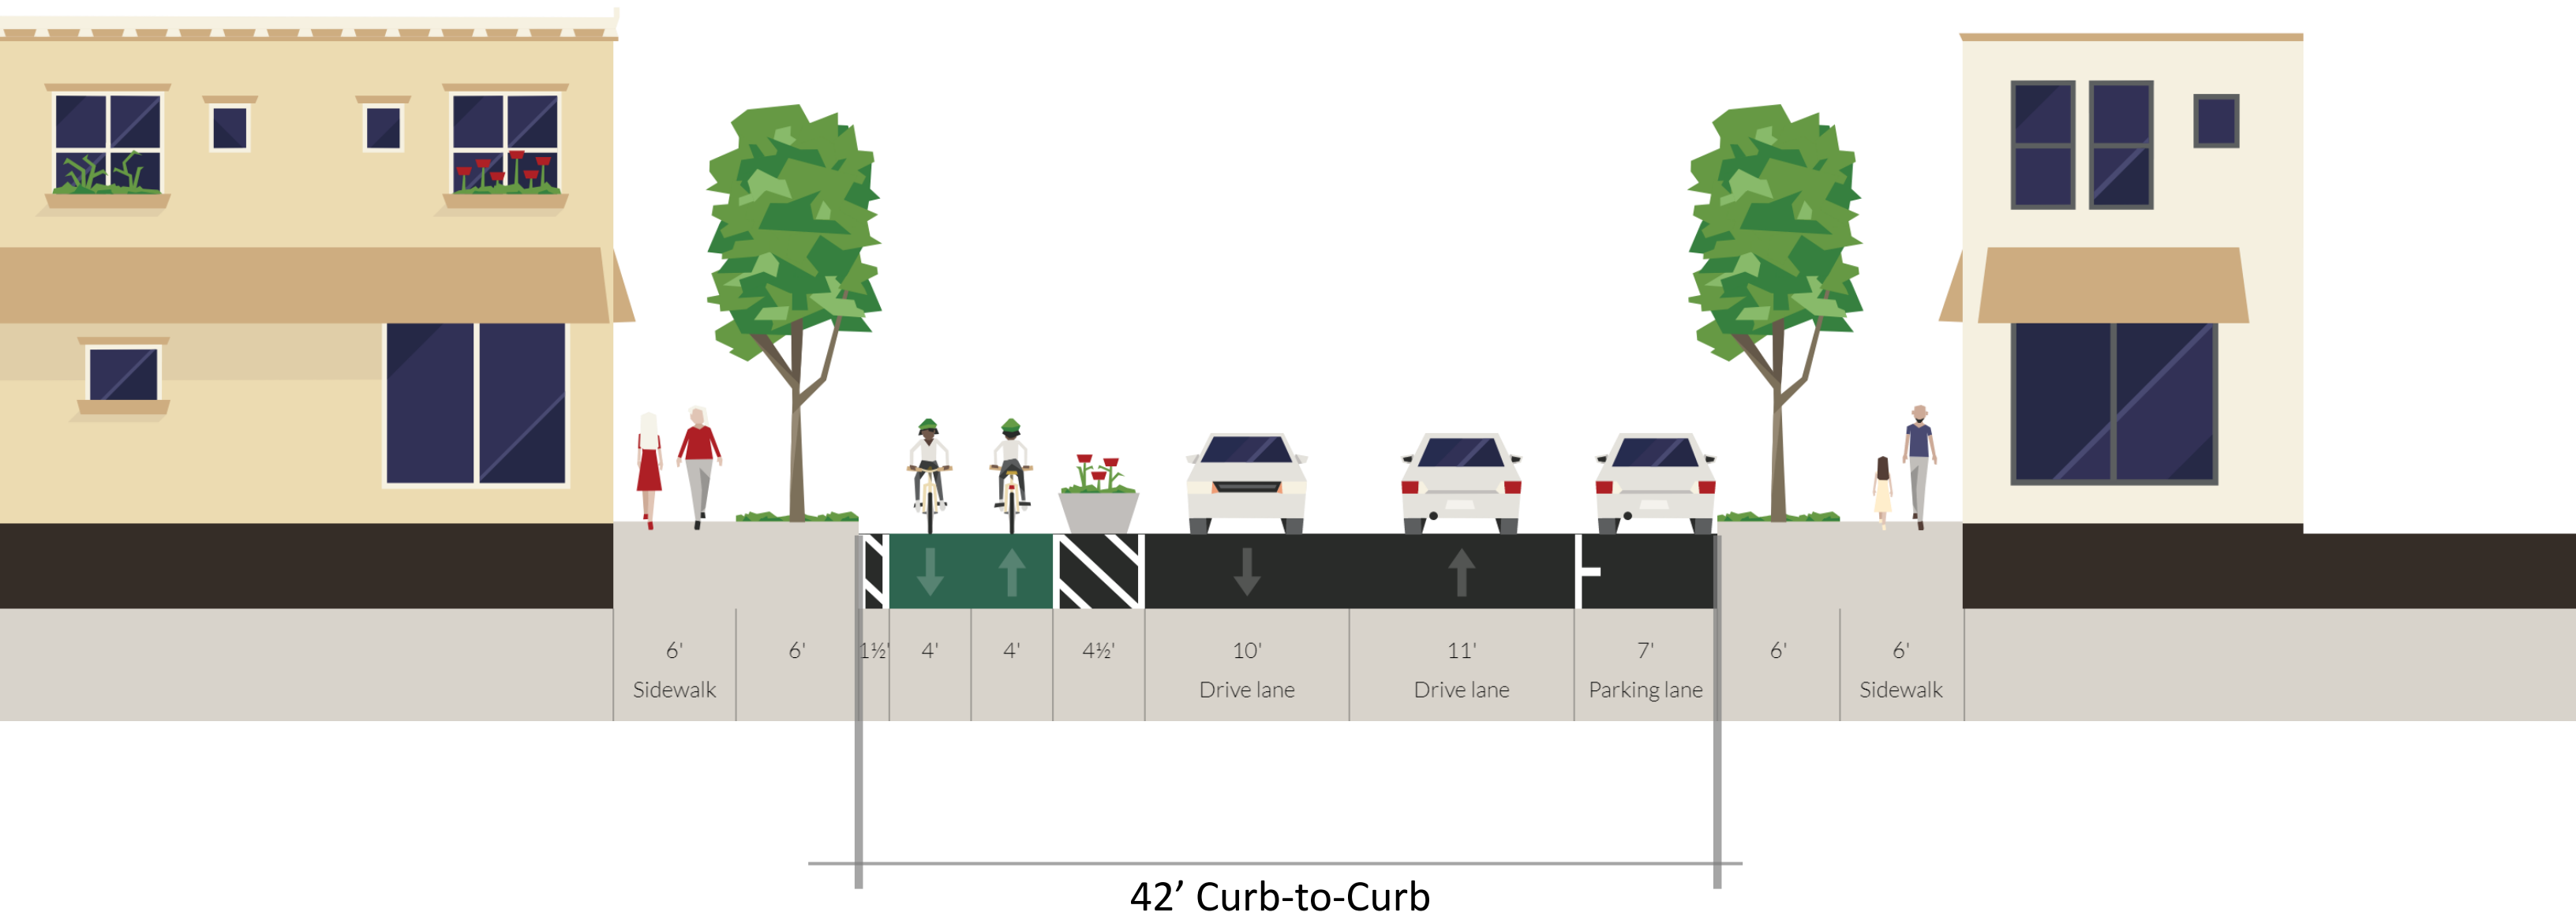 6' 6' 1½' 4' 4' 4½' 10' 11' 7' 6' 6'
Sidewalk Drive lane Drive lane Parking lane Sidewalk
42’ Curb-to-Curb